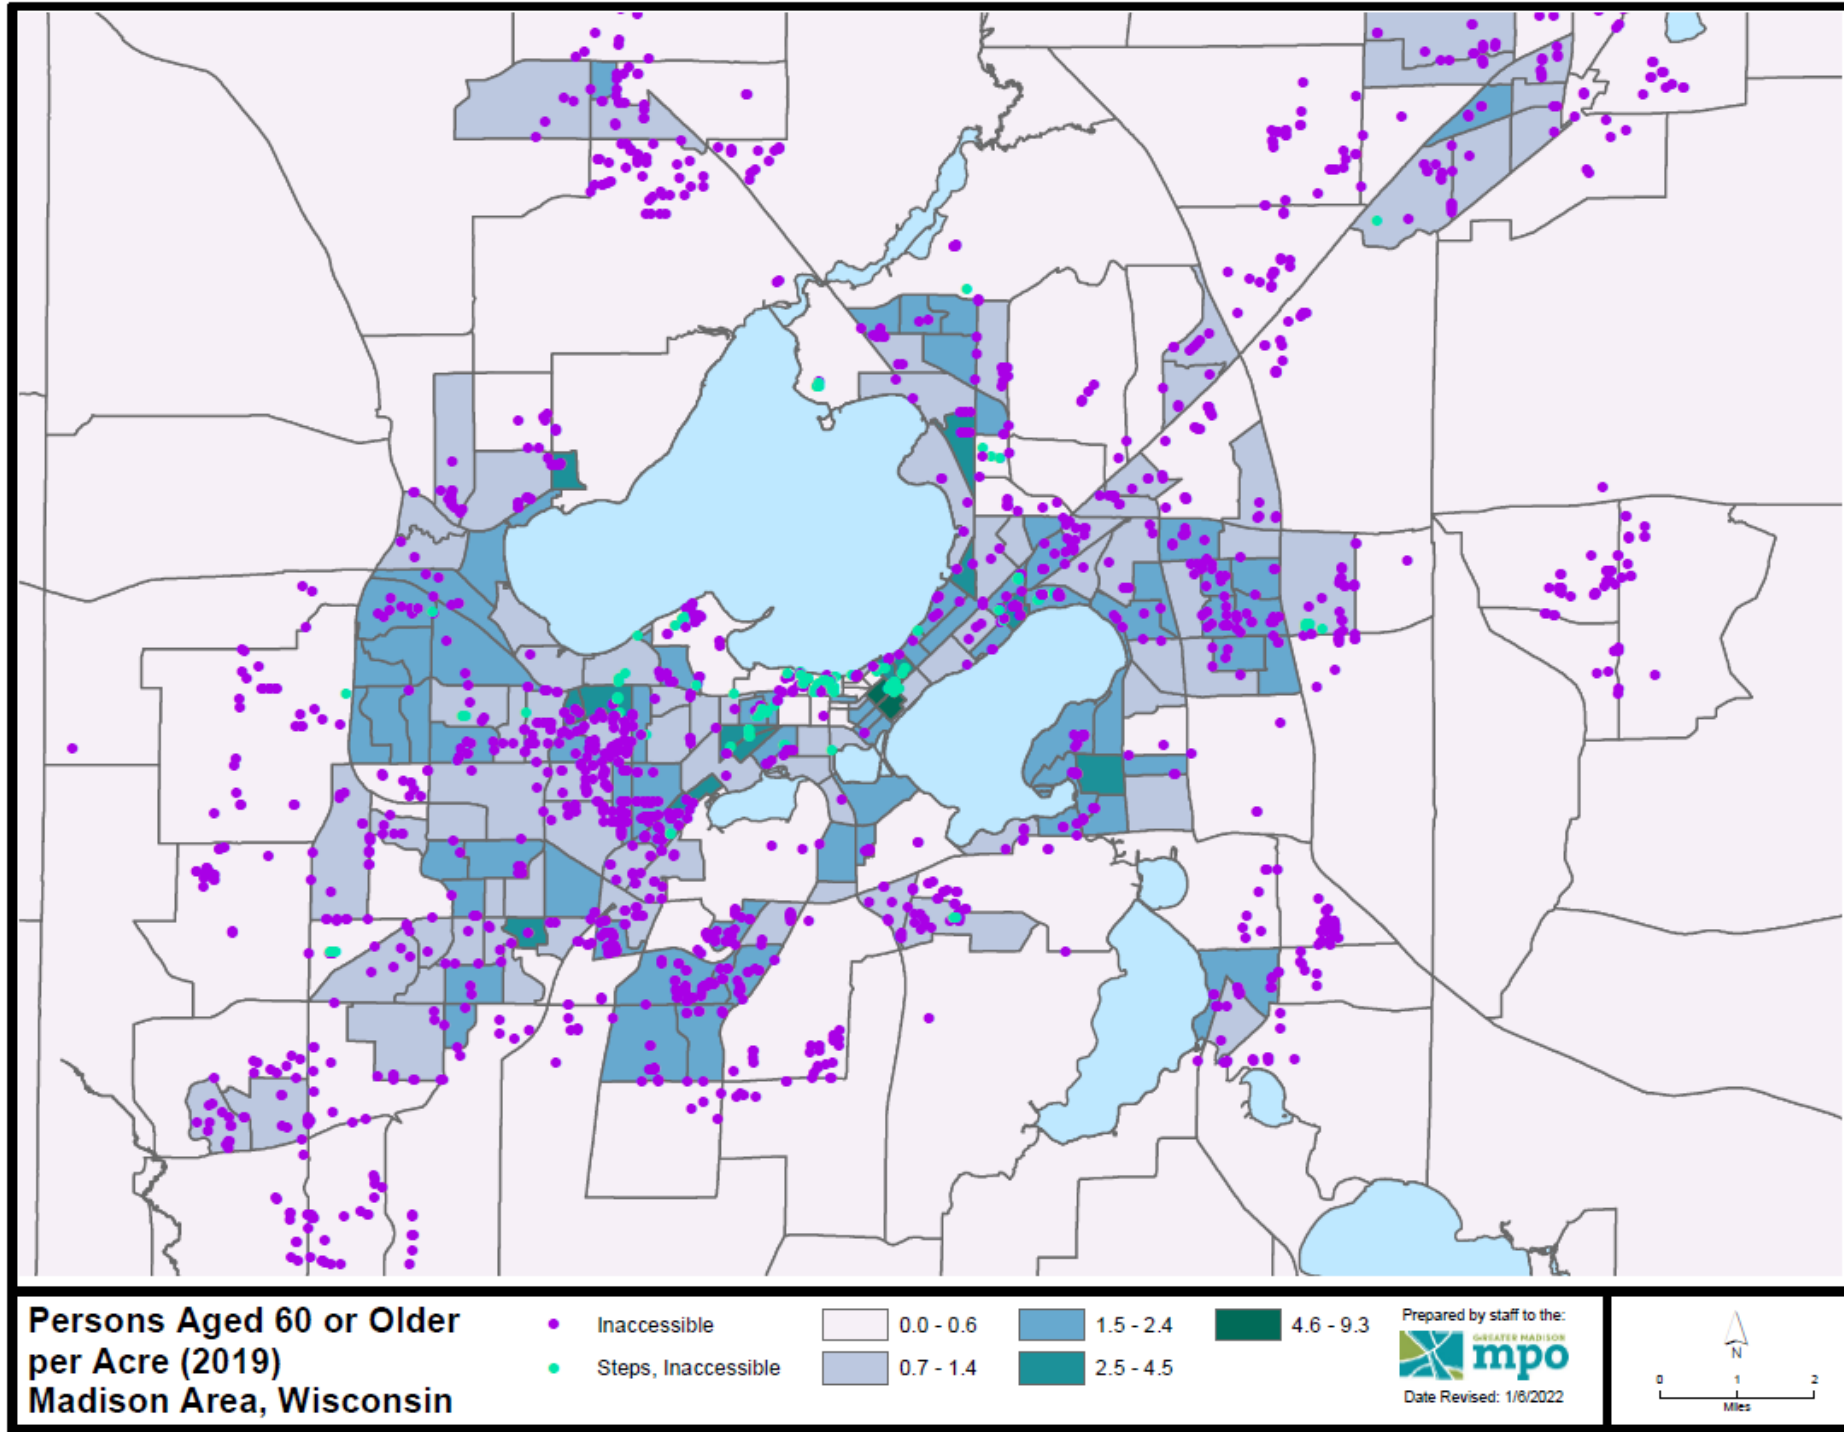 Persons Aged 60 or Older
per Acre (2019)
Madison Area, Wisconsin
Inaccessible
Steps, Inaccessible
0.0 - 0.6
0.7 - 1.4
1.5 - 2.4
2.5 - 4.5
4.6 - 9.3
Prepared by staff to the:
GREATER MADISON
mpo
Date Revised: 1/6/2022
N
0 1 2
Miles